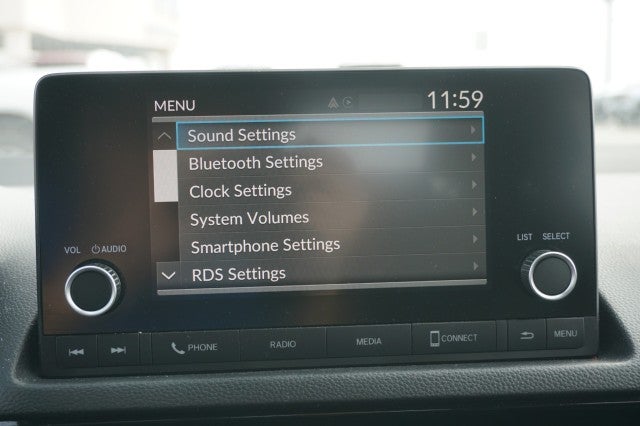 MENU 11:59
Sound Settings
Bluetooth Settings
Clock Settings
System Volumes
Smartphone Settings
RDS Settings
VOL AUDIO
LIST SELECT
PHONE RADIO MEDIA CONNECT MENU